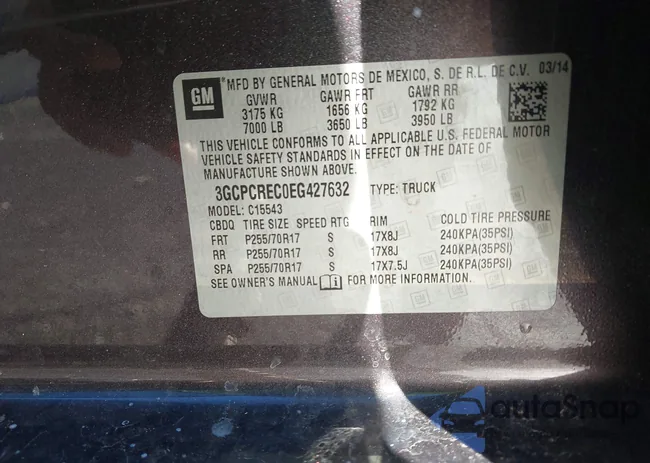 GM
MFD BY GENERAL MOTORS DE MEXICO, S. DE R.L. DE C.V. 03/14
GVWR GAWR FRT GAWR RR
3175 KG 1656 KG 1792 KG
7000 LB 3650 LB 3950 LB
THIS VEHICLE CONFORMS TO ALL APPLICABLE U.S. FEDERAL MOTOR
VEHICLE SAFETY STANDARDS IN EFFECT ON THE DATE OF
MANUFACTURE SHOWN ABOVE.
3GCPCREC0EG427632 TYPE: TRUCK
MODEL: C15543
CBDQ TIRE SIZE SPEED RTG RIM COLD TIRE PRESSURE
FRT P255/70R17 S 17X8J 240KPA(35PSI)
RR P255/70R17 S 17X8J 240KPA(35PSI)
SPA P255/70R17 S 17X7.5J 240KPA(35PSI)
SEE OWNER'S MANUAL FOR MORE INFORMATION.
autoSnap